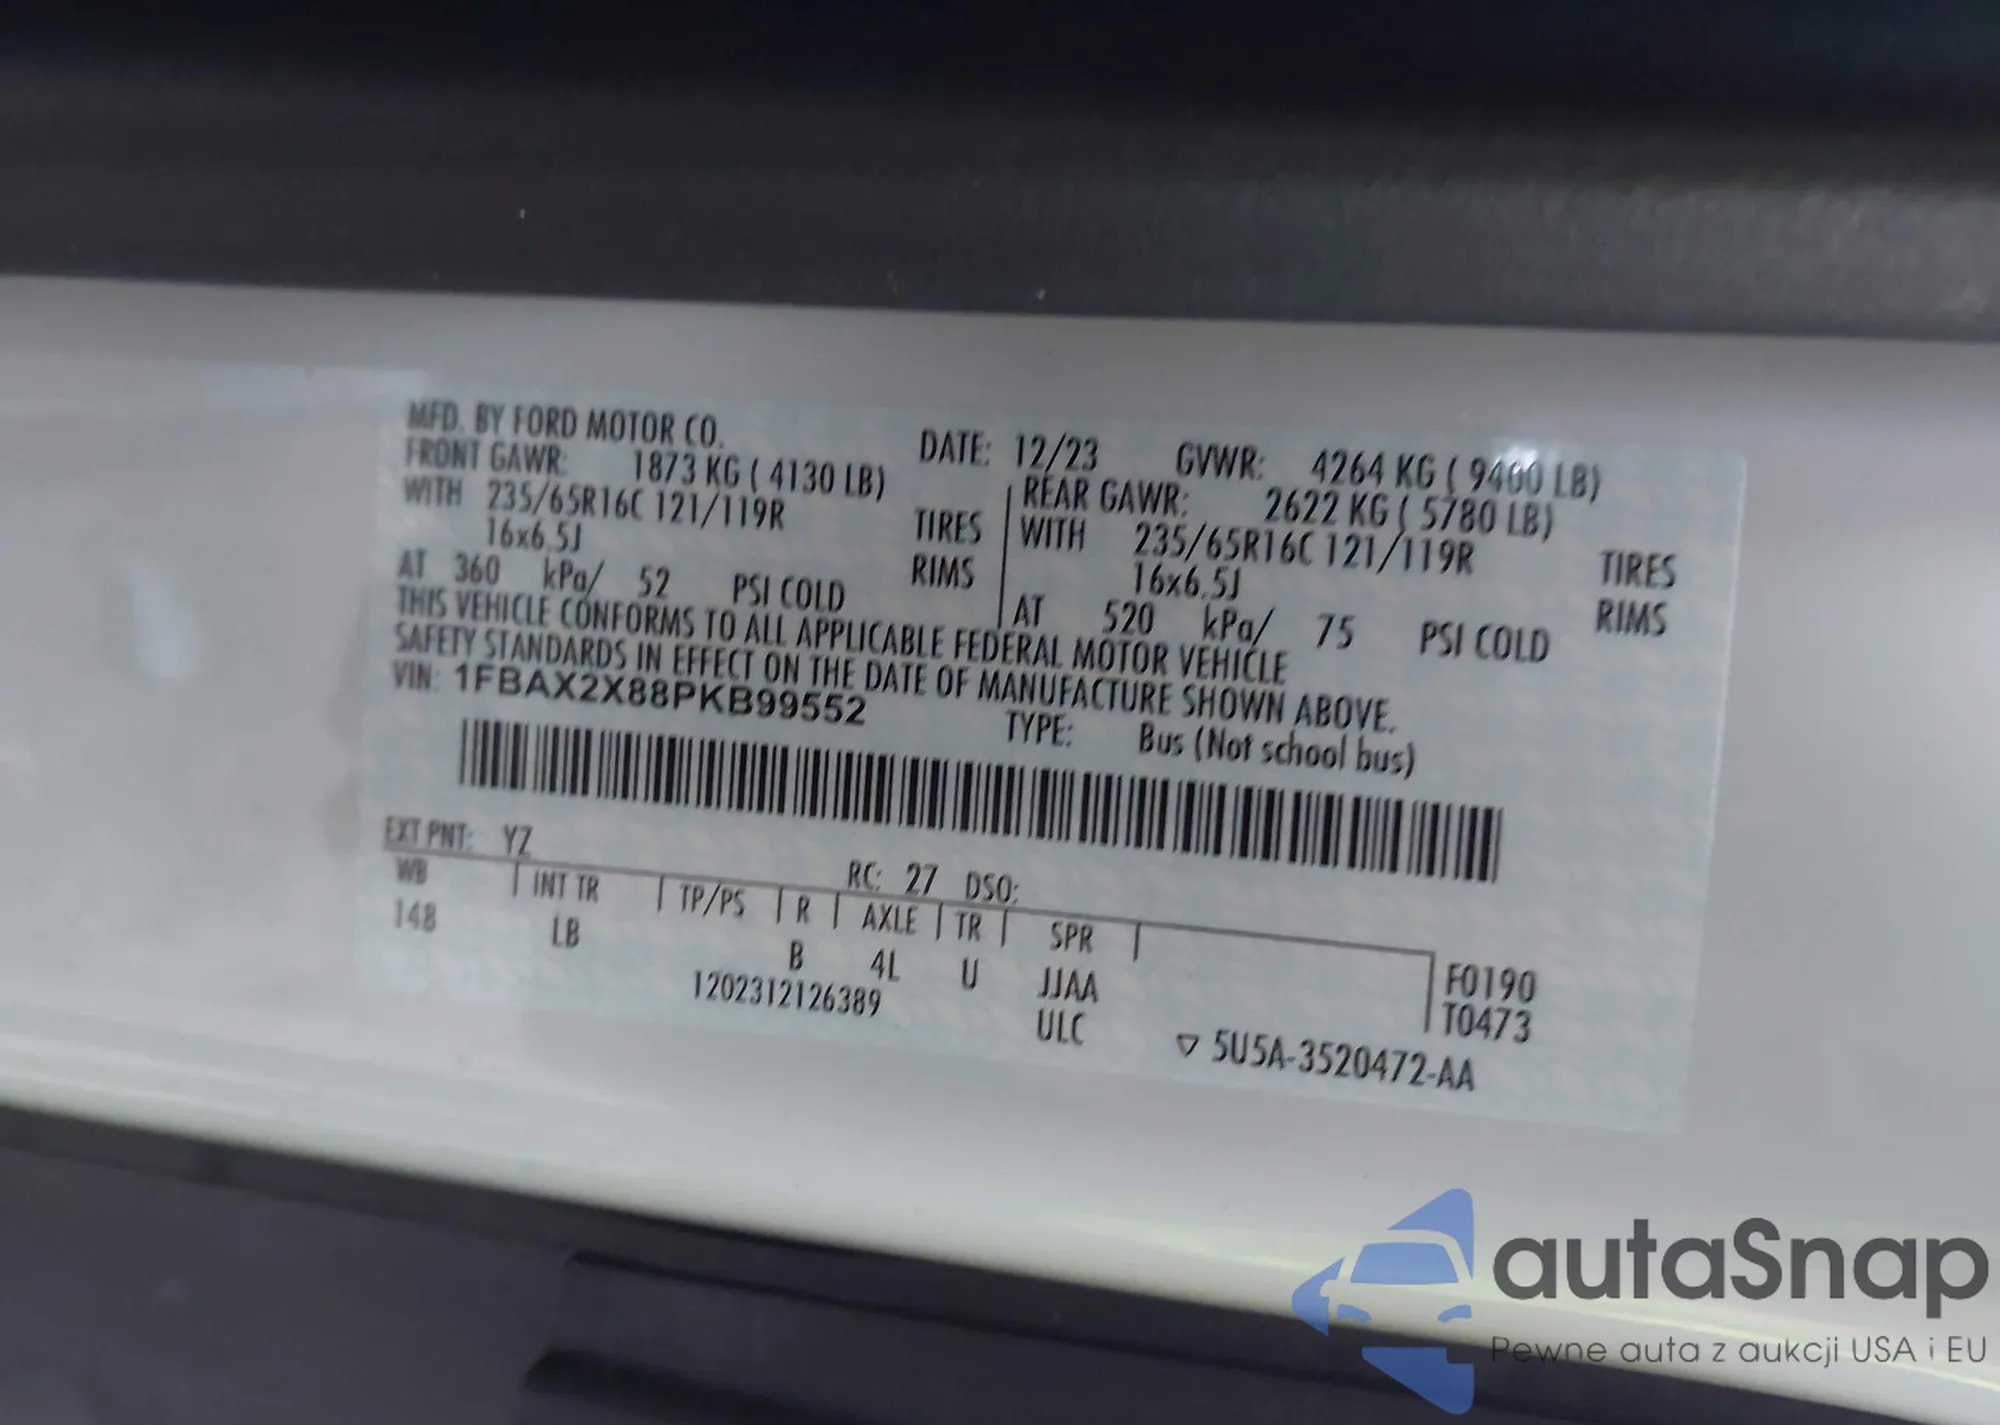 MFD. BY FORD MOTOR CO. DATE: 12/23 GVWR: 4264 KG ( 9400 LB)
FRONT GAWR: 1873 KG ( 4130 LB) REAR GAWR: 2622 KG ( 5780 LB)
WITH 235/65R16C 121/119R TIRES WITH 235/65R16C 121/119R TIRES
16x6.5J RIMS 16x6.5J RIMS
AT 360 kPa/ 52 PSI COLD AT 520 kPa/ 75 PSI COLD
THIS VEHICLE CONFORMS TO ALL APPLICABLE FEDERAL MOTOR VEHICLE
SAFETY STANDARDS IN EFFECT ON THE DATE OF MANUFACTURE SHOWN ABOVE.
VIN: 1FBAX2X88PKB99552 TYPE: Bus (Not school bus)
EXT PNT: YZ RC: 27 DSO:
WB INT TR TP/PS R AXLE TR SPR
148 LB B 4L U JJAA F0190
1202312126389 ULC T0473
▽ 5U5A-3520472-AA
autaSnap
Pewne auta z aukcji USA i EU